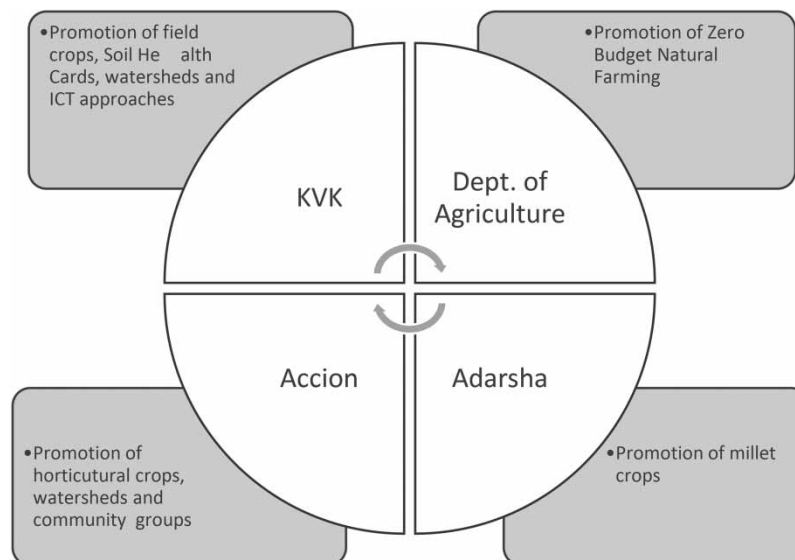 •Promotion of field
crops, Soil He alth
Cards, watersheds and
ICT approaches
•Promotion of Zero
Budget Natural
Farming
KVK
Dept. of
Agriculture
Accion
Adarsha
•Promotion of
horticutural crops,
watersheds and
community groups
•Promotion of millet
crops